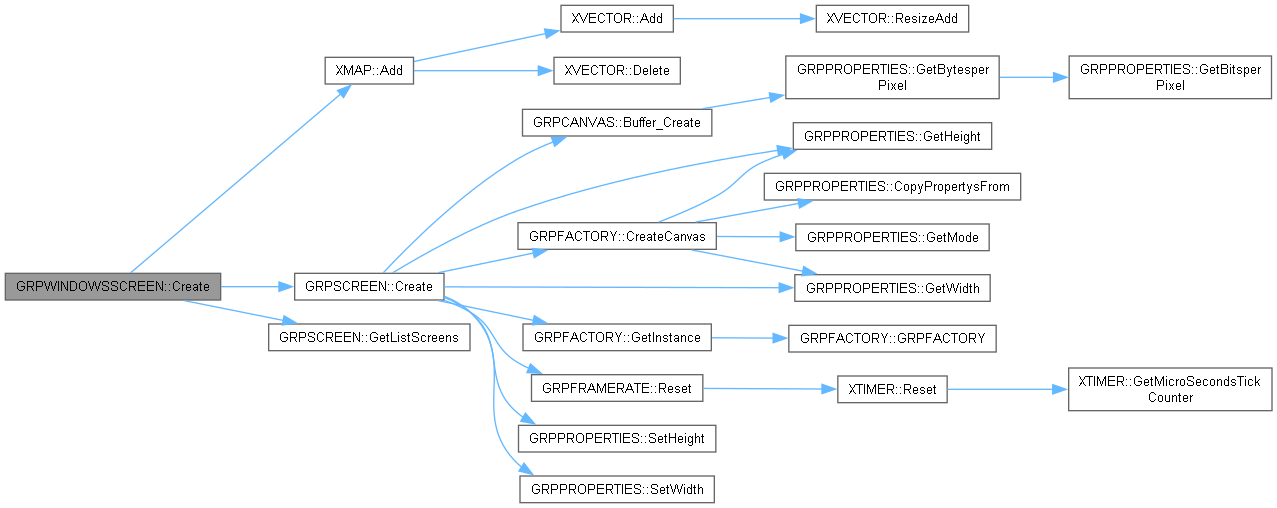 XVECTOR::Add
XVECTOR::ResizeAdd
XMAP::Add
XVECTOR::Delete
GRPPROPERTIES::GetBytesper
Pixel
GRPPROPERTIES::GetBitsper
Pixel
GRPCANVAS::Buffer_Create
GRPPROPERTIES::GetHeight
GRPPROPERTIES::CopyPropertysFrom
GRPFACTORY::CreateCanvas
GRPPROPERTIES::GetMode
GRPWINDOWSSCREEN::Create
GRPSCREEN::Create
GRPPROPERTIES::GetWidth
GRPSCREEN::GetListScreens
GRPFACTORY::GetInstance
GRPFACTORY::GRPFACTORY
GRPFRAMERATE::Reset
XTIMER::Reset
XTIMER::GetMicroSecondsTick
Counter
GRPPROPERTIES::SetHeight
GRPPROPERTIES::SetWidth